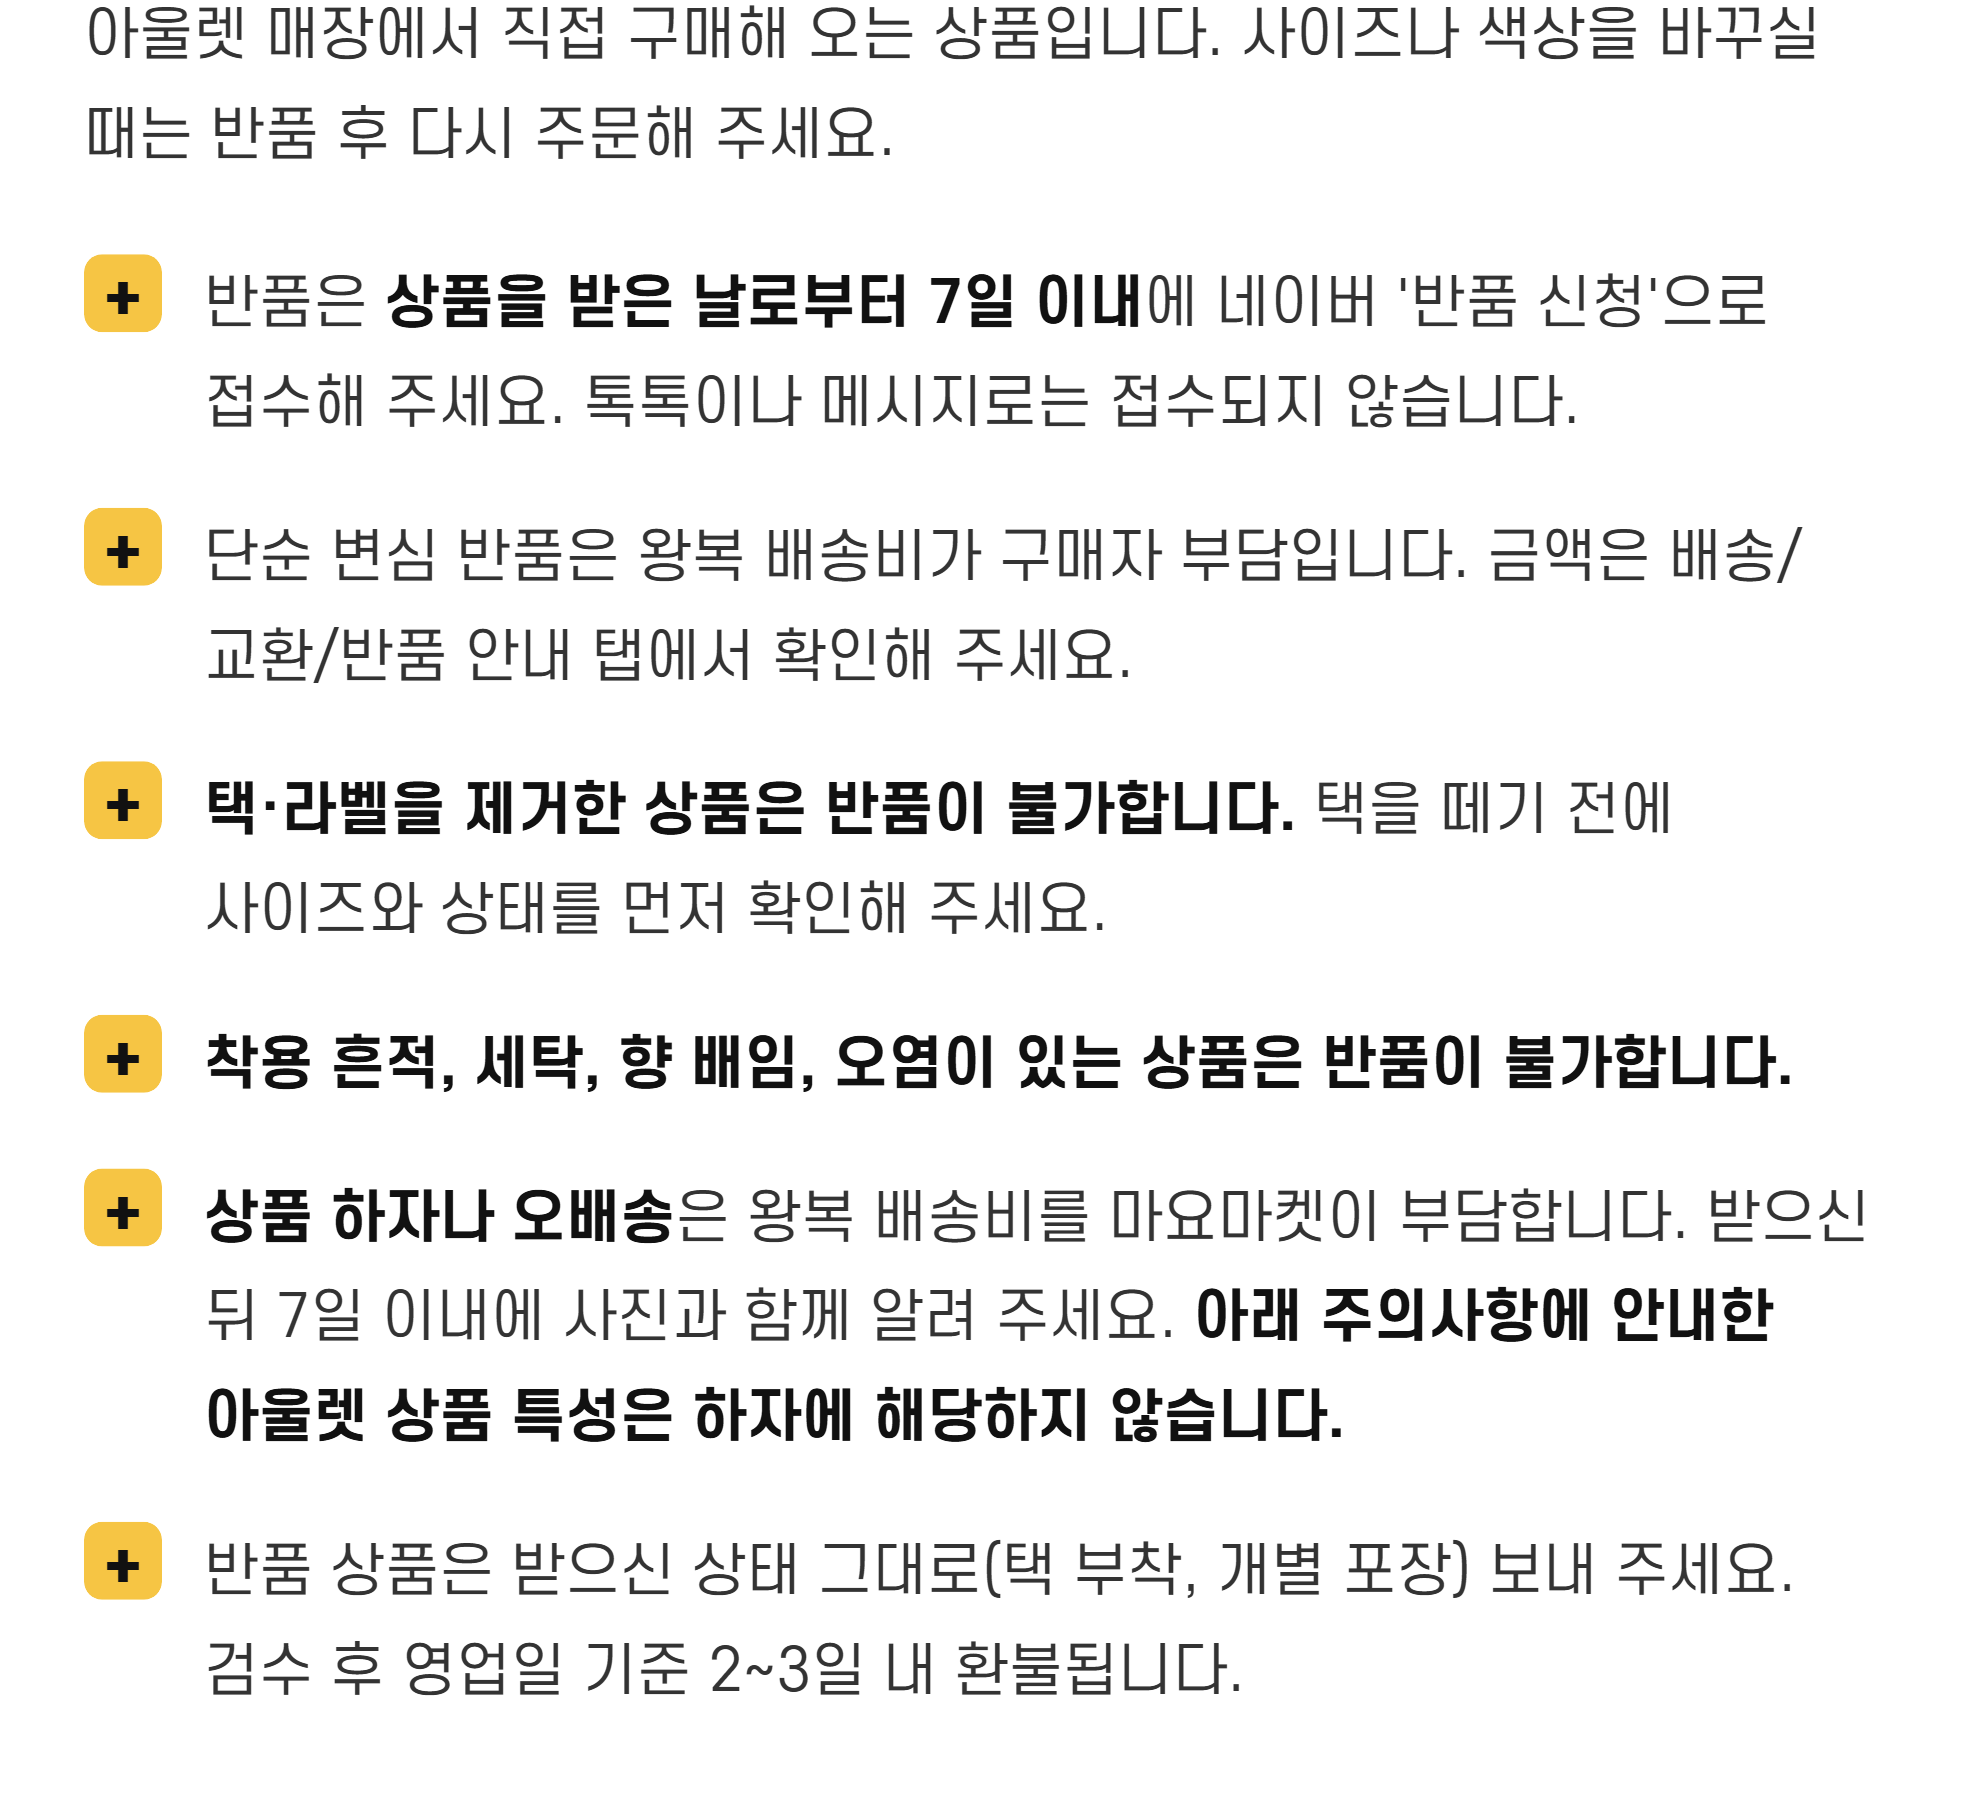 아울렛 매장에서 직접 구매해 오는 상품입니다. 사이즈나 색상을 바꾸실
때는 반품 후 다시 주문해 주세요.
+ 반품은 상품을 받은 날로부터 7일 이내에 네이버 '반품 신청'으로
접수해 주세요. 톡톡이나 메시지로는 접수되지 않습니다.
+ 단순 변심 반품은 왕복 배송비가 구매자 부담입니다. 금액은 배송/
교환/반품 안내 탭에서 확인해 주세요.
+ 택·라벨을 제거한 상품은 반품이 불가합니다. 택을 떼기 전에
사이즈와 상태를 먼저 확인해 주세요.
+ 착용 흔적, 세탁, 향 배임, 오염이 있는 상품은 반품이 불가합니다.
+ 상품 하자나 오배송은 왕복 배송비를 마요마켓이 부담합니다. 받으신
뒤 7일 이내에 사진과 함께 알려 주세요. 아래 주의사항에 안내한
아울렛 상품 특성은 하자에 해당하지 않습니다.
+ 반품 상품은 받으신 상태 그대로(택 부착, 개별 포장) 보내 주세요.
검수 후 영업일 기준 2~3일 내 환불됩니다.